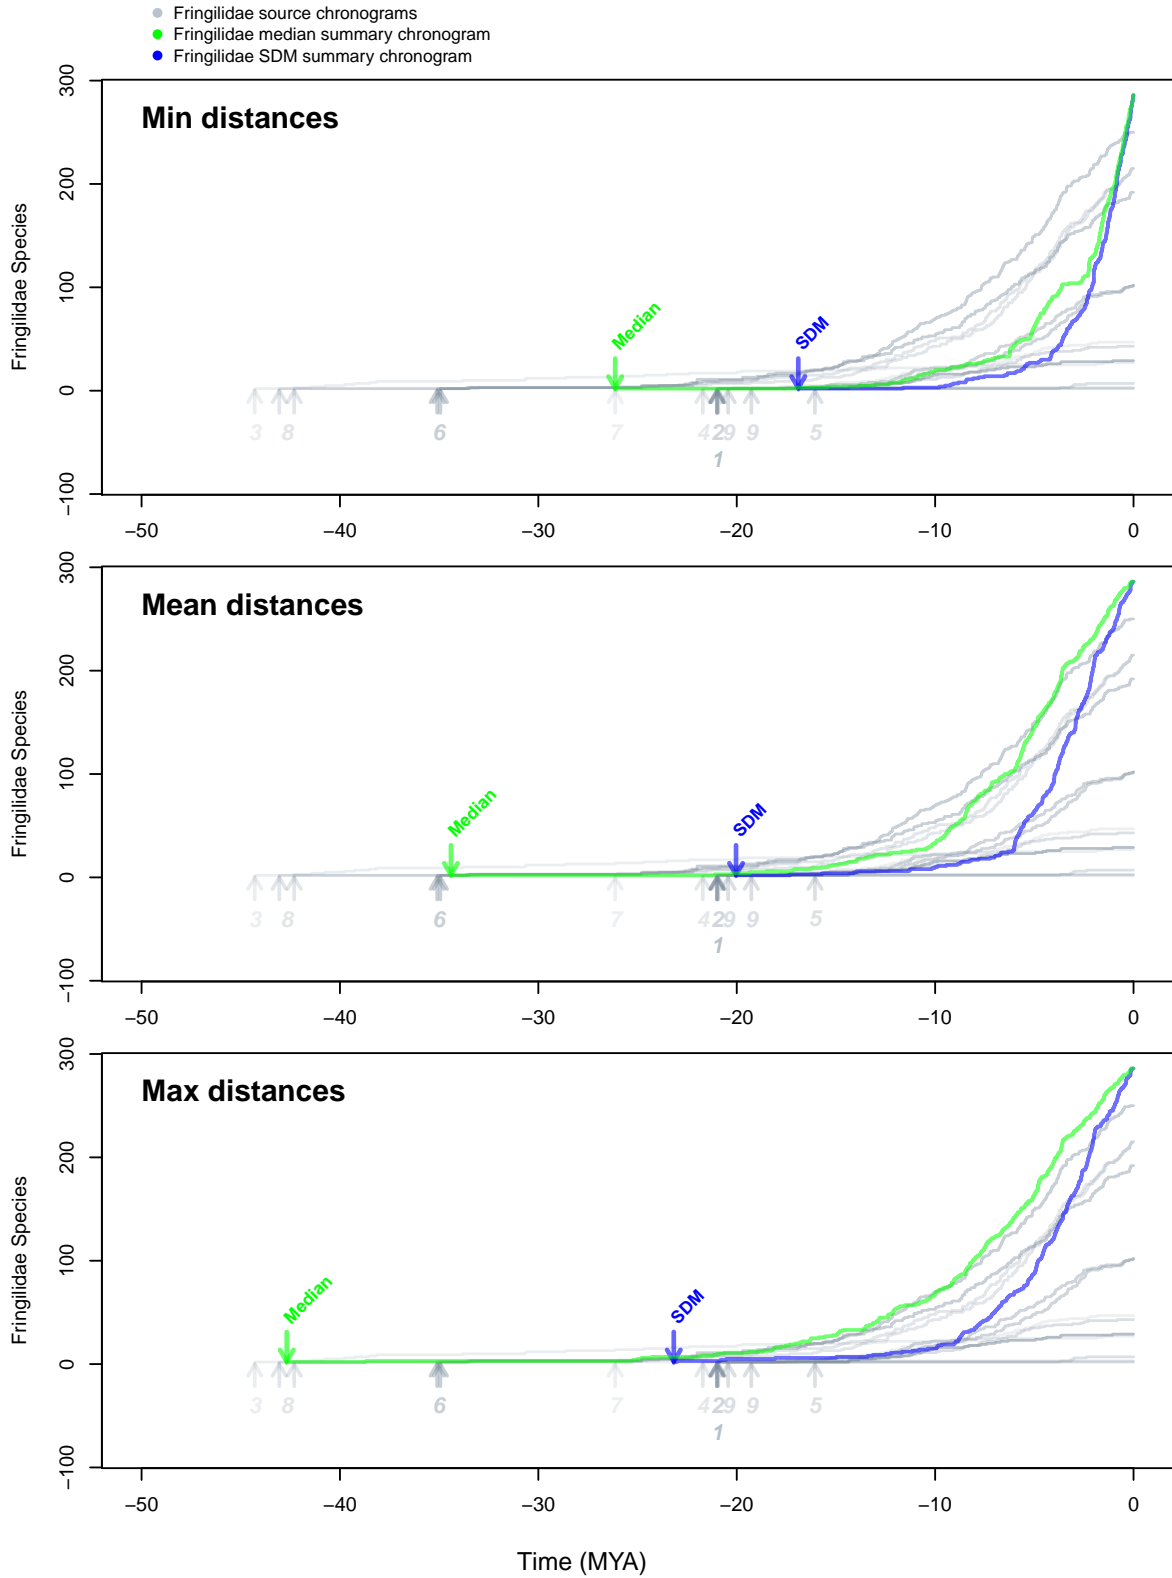 Fringilidae source chronograms
Fringilidae median summary chronogram
Fringilidae SDM summary chronogram
Min distances
Fringilidae Species
300
200
100
0
−100
Median
SDM
3 8 6 7 4 2 9 9 5
1
−50 −40 −30 −20 −10 0
Mean distances
Fringilidae Species
300
200
100
0
−100
Median
SDM
3 8 6 7 4 2 9 9 5
1
−50 −40 −30 −20 −10 0
Max distances
Fringilidae Species
300
200
100
0
−100
Median
SDM
3 8 6 7 4 2 9 9 5
1
−50 −40 −30 −20 −10 0
Time (MYA)